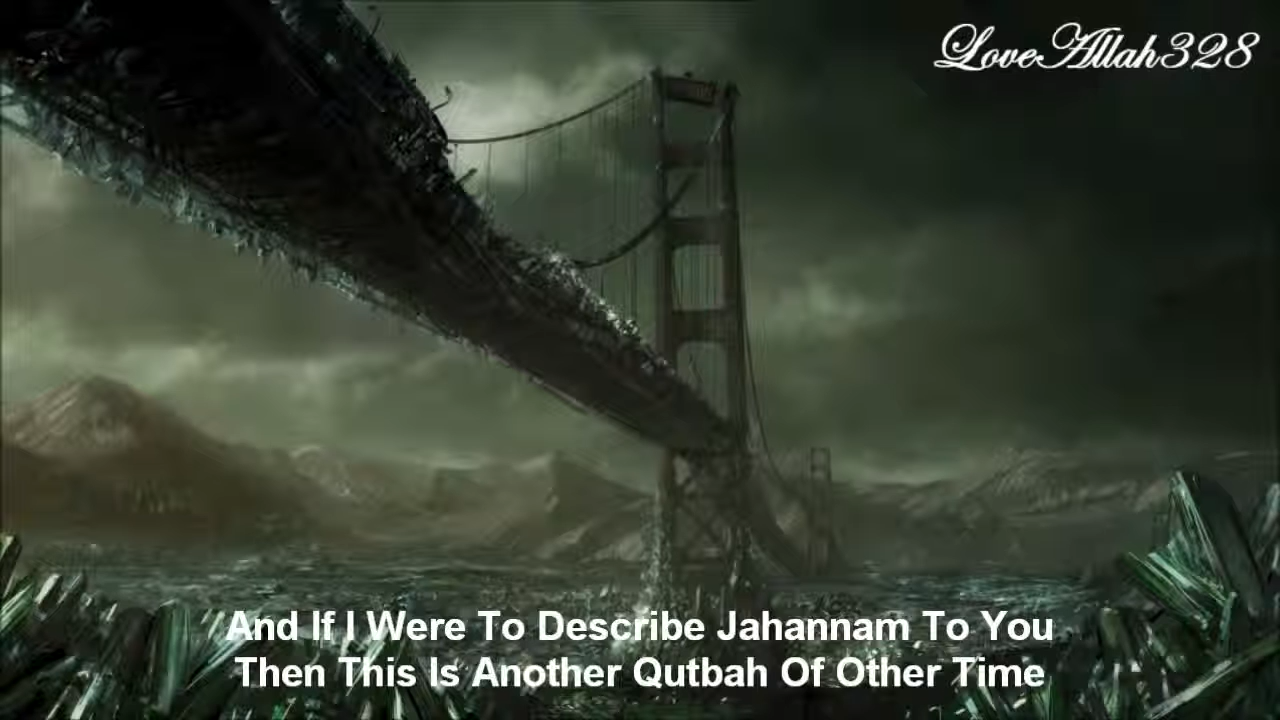 LoveAllah328
And If I Were To Describe Jahannam To You
Then This Is Another Qutbah Of Other Time